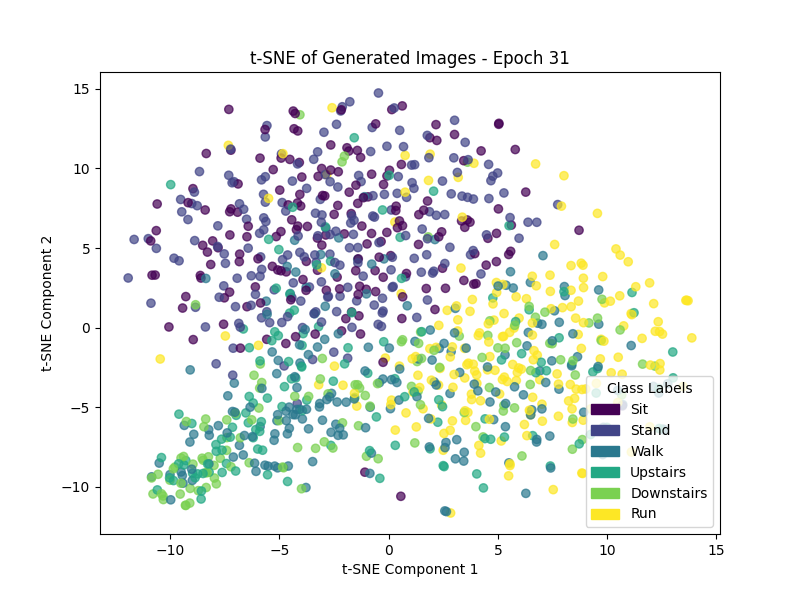 t-SNE of Generated Images - Epoch 31
15
10
5
0
−5
−10
t-SNE Component 2
−10
−5
0
5
10
15
t-SNE Component 1
Class Labels
Sit
Stand
Walk
Upstairs
Downstairs
Run